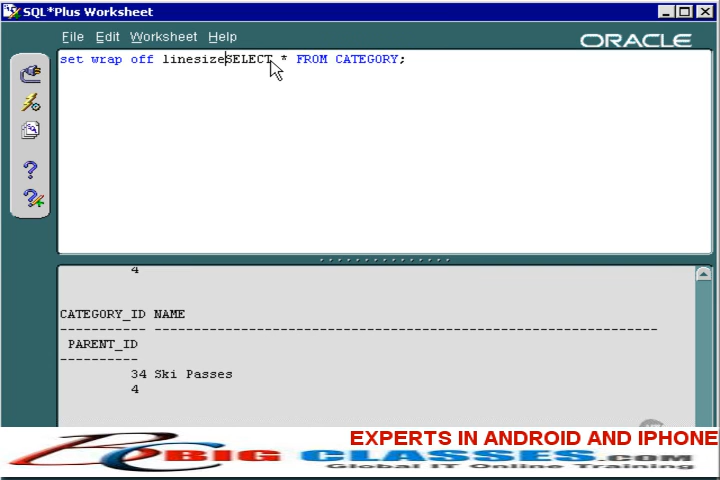 SQL*Plus Worksheet
File Edit Worksheet Help
ORACLE
set wrap off linesizeSELECT * FROM CATEGORY;
4
CATEGORY_ID NAME
----------- ----------------------------------------------------------------
PARENT_ID
----------
34 Ski Passes
4
EXPERTS IN ANDROID AND IPHONE
BIG CLASSES.COM
Global IT Online Training